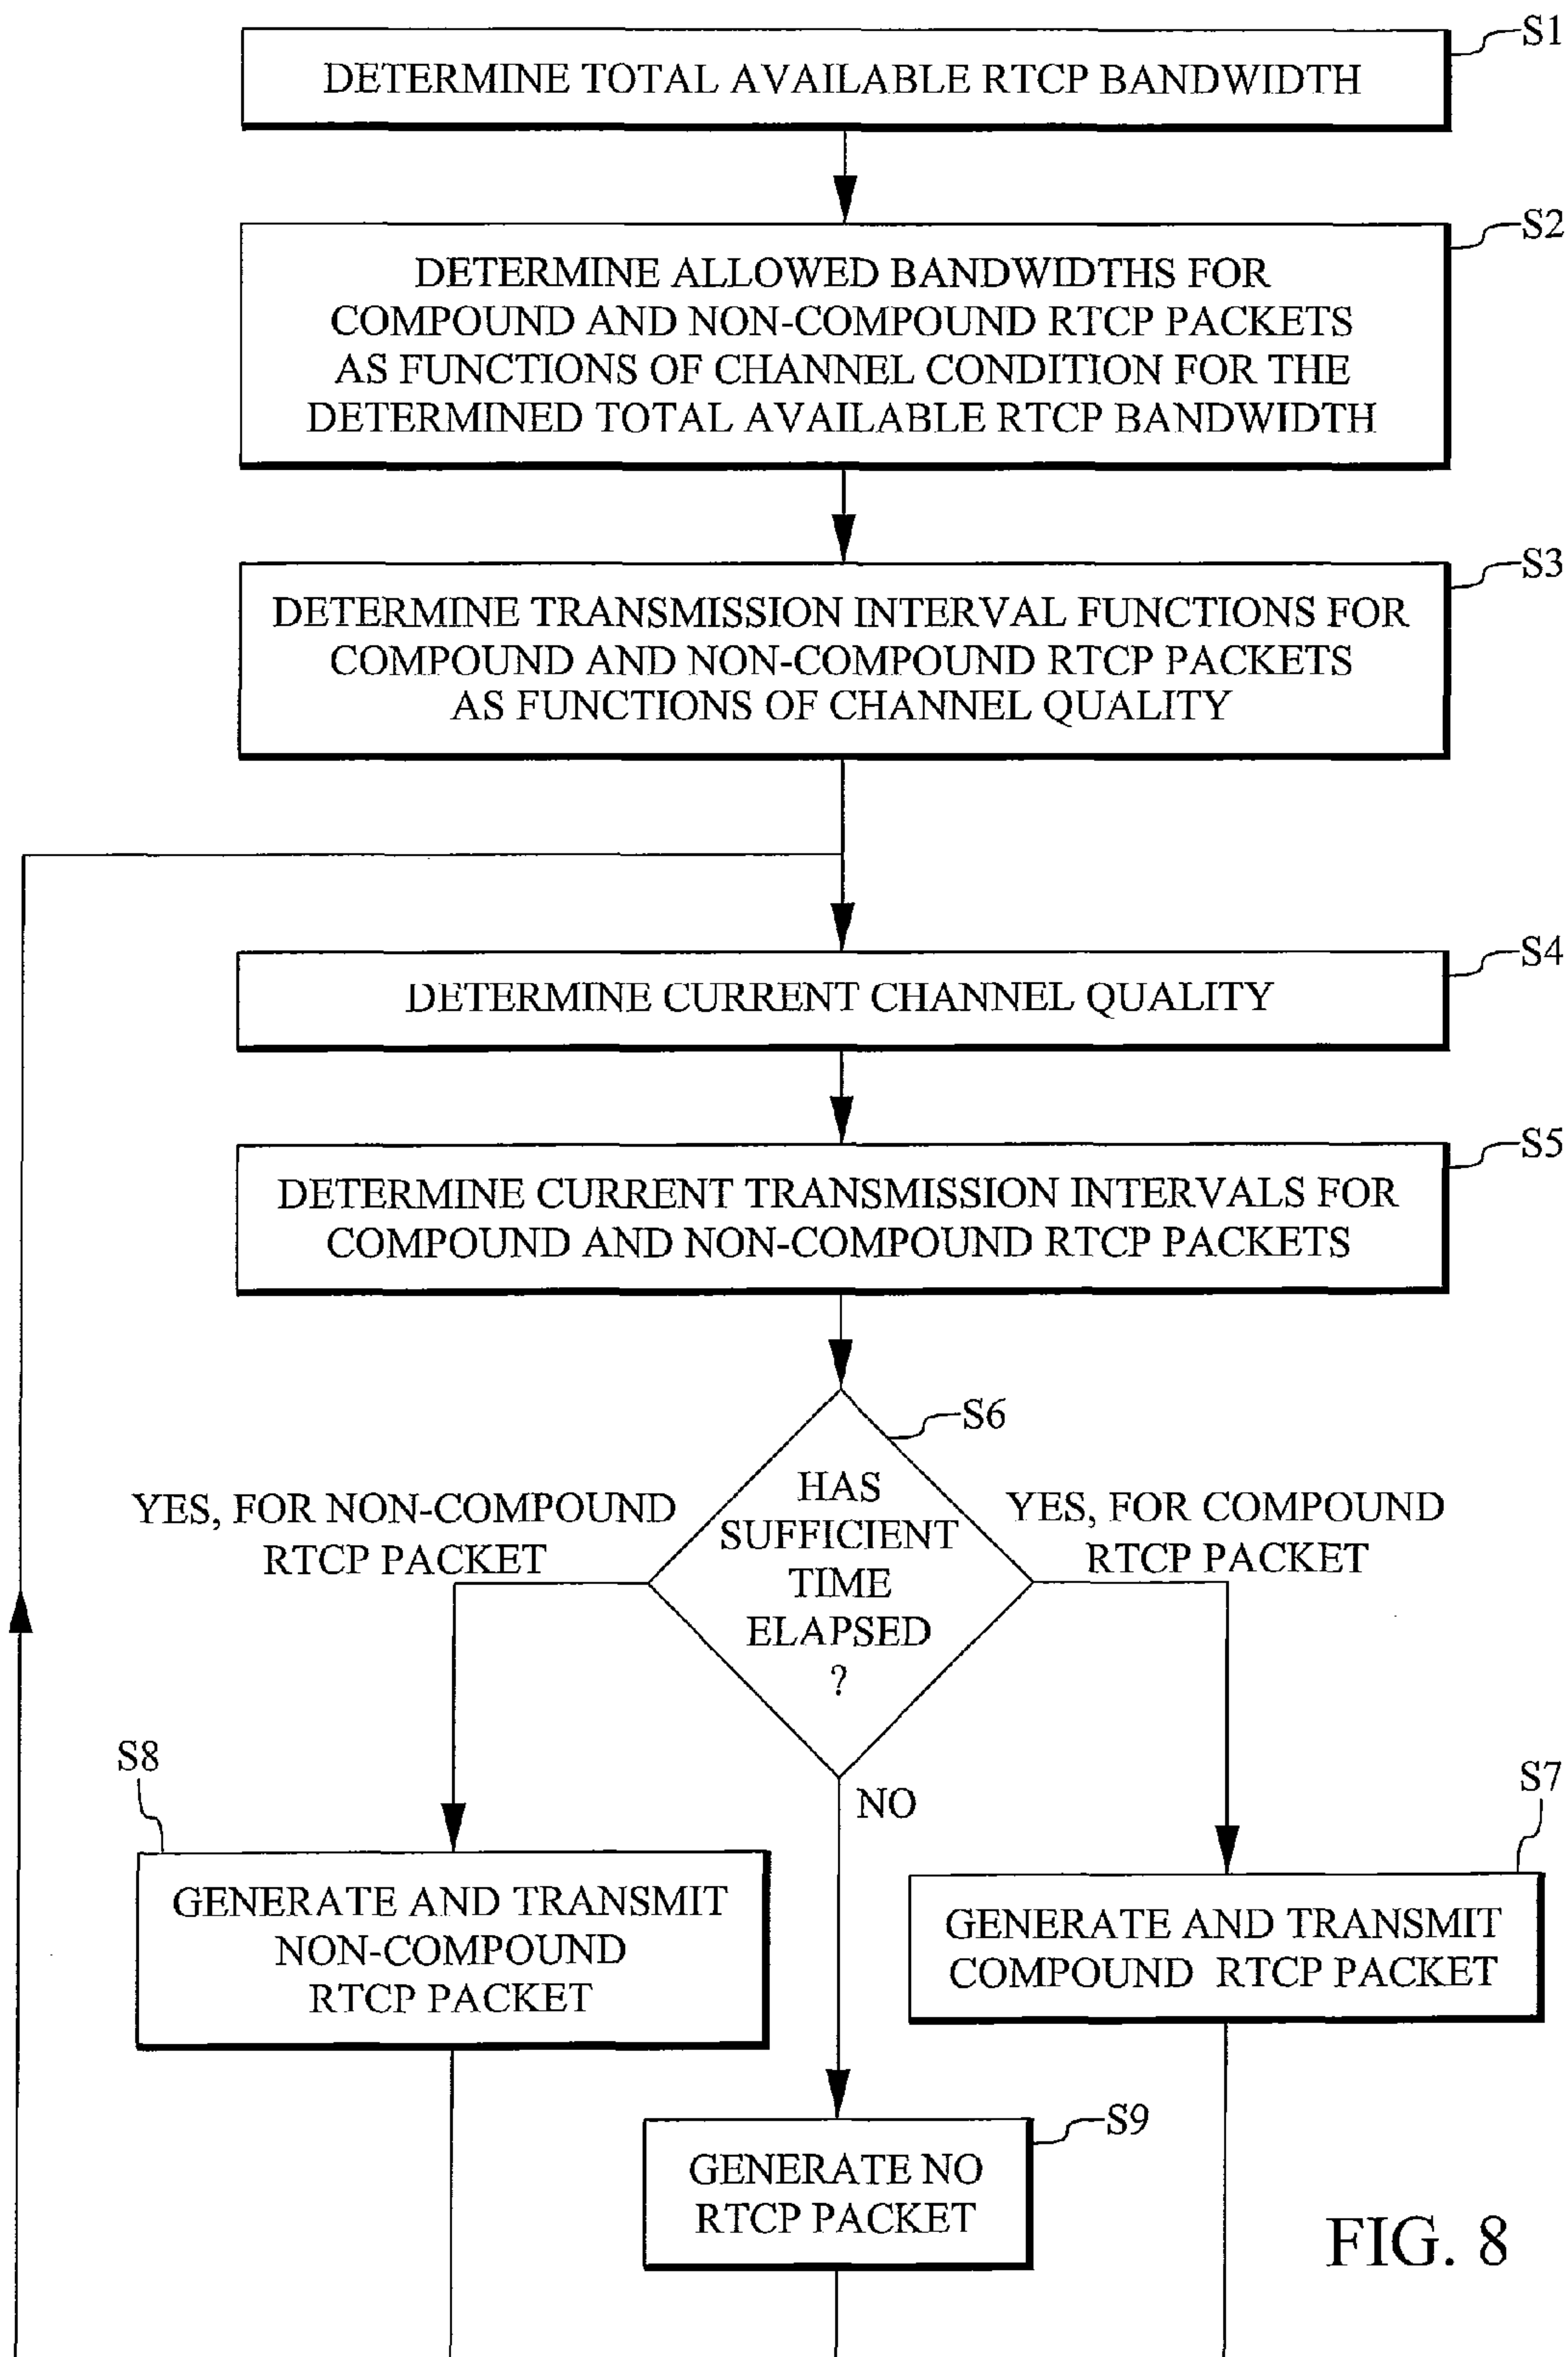 S1
DETERMINE TOTAL AVAILABLE RTCP BANDWIDTH
S2
DETERMINE ALLOWED BANDWIDTHS FOR
COMPOUND AND NON-COMPOUND RTCP PACKETS
AS FUNCTIONS OF CHANNEL CONDITION FOR THE
DETERMINED TOTAL AVAILABLE RTCP BANDWIDTH
S3
DETERMINE TRANSMISSION INTERVAL FUNCTIONS FOR
COMPOUND AND NON-COMPOUND RTCP PACKETS
AS FUNCTIONS OF CHANNEL QUALITY
S4
DETERMINE CURRENT CHANNEL QUALITY
S5
DETERMINE CURRENT TRANSMISSION INTERVALS FOR
COMPOUND AND NON-COMPOUND RTCP PACKETS
S6
HAS
SUFFICIENT
TIME
ELAPSED
?
YES, FOR NON-COMPOUND
RTCP PACKET
YES, FOR COMPOUND
RTCP PACKET
NO
S8
GENERATE AND TRANSMIT
NON-COMPOUND
RTCP PACKET
S7
GENERATE AND TRANSMIT
COMPOUND RTCP PACKET
S9
GENERATE NO
RTCP PACKET
FIG. 8